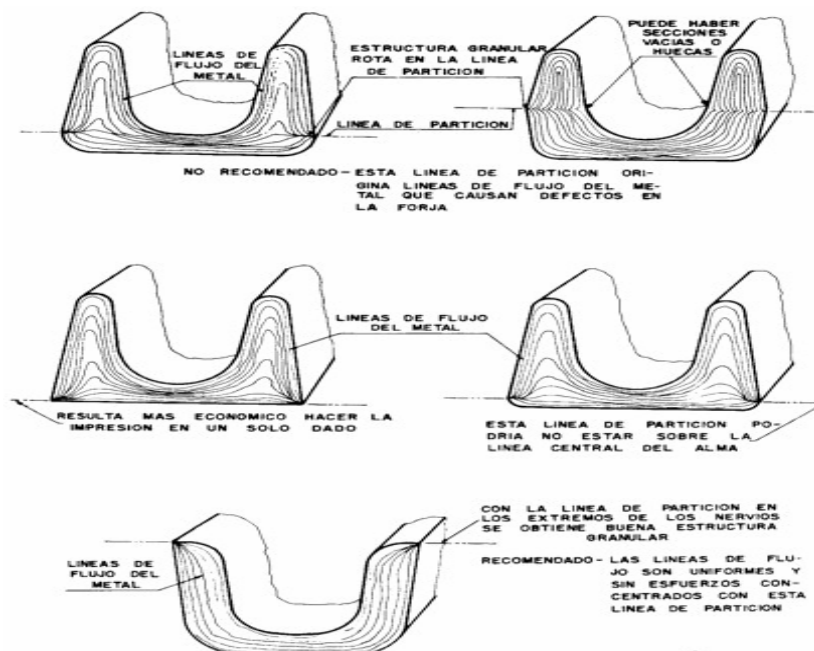 LINEAS DE
FLUJO DEL
METAL
ESTRUCTURA GRANULAR
ROTA EN LA LINEA
DE PARTICION
PUEDE HABER
SECCIONES
VACIAS O
HUECAS
LINEA DE PARTICION
NO RECOMENDADO - ESTA LINEA DE PARTICION ORI-
GINA LINEAS DE FLUJO DEL ME-
TAL QUE CAUSAN DEFECTOS EN
LA FORJA
LINEAS DE FLUJO
DEL METAL
RESULTA MAS ECONOMICO HACER LA
IMPRESION EN UN SOLO DADO
ESTA LINEA DE PARTICION PO-
DRIA NO ESTAR SOBRE LA
LINEA CENTRAL DEL ALMA
LINEAS DE
FLUJO DEL
METAL
CON LA LINEA DE PARTICION EN
LOS EXTREMOS DE LOS NERVIOS
SE OBTIENE BUENA ESTRUCTURA
GRANULAR
RECOMENDADO - LAS LINEAS DE FLU-
JO SON UNIFORMES Y
SIN ESFUERZOS CON-
CENTRADOS CON ESTA
LINEA DE PARTICION